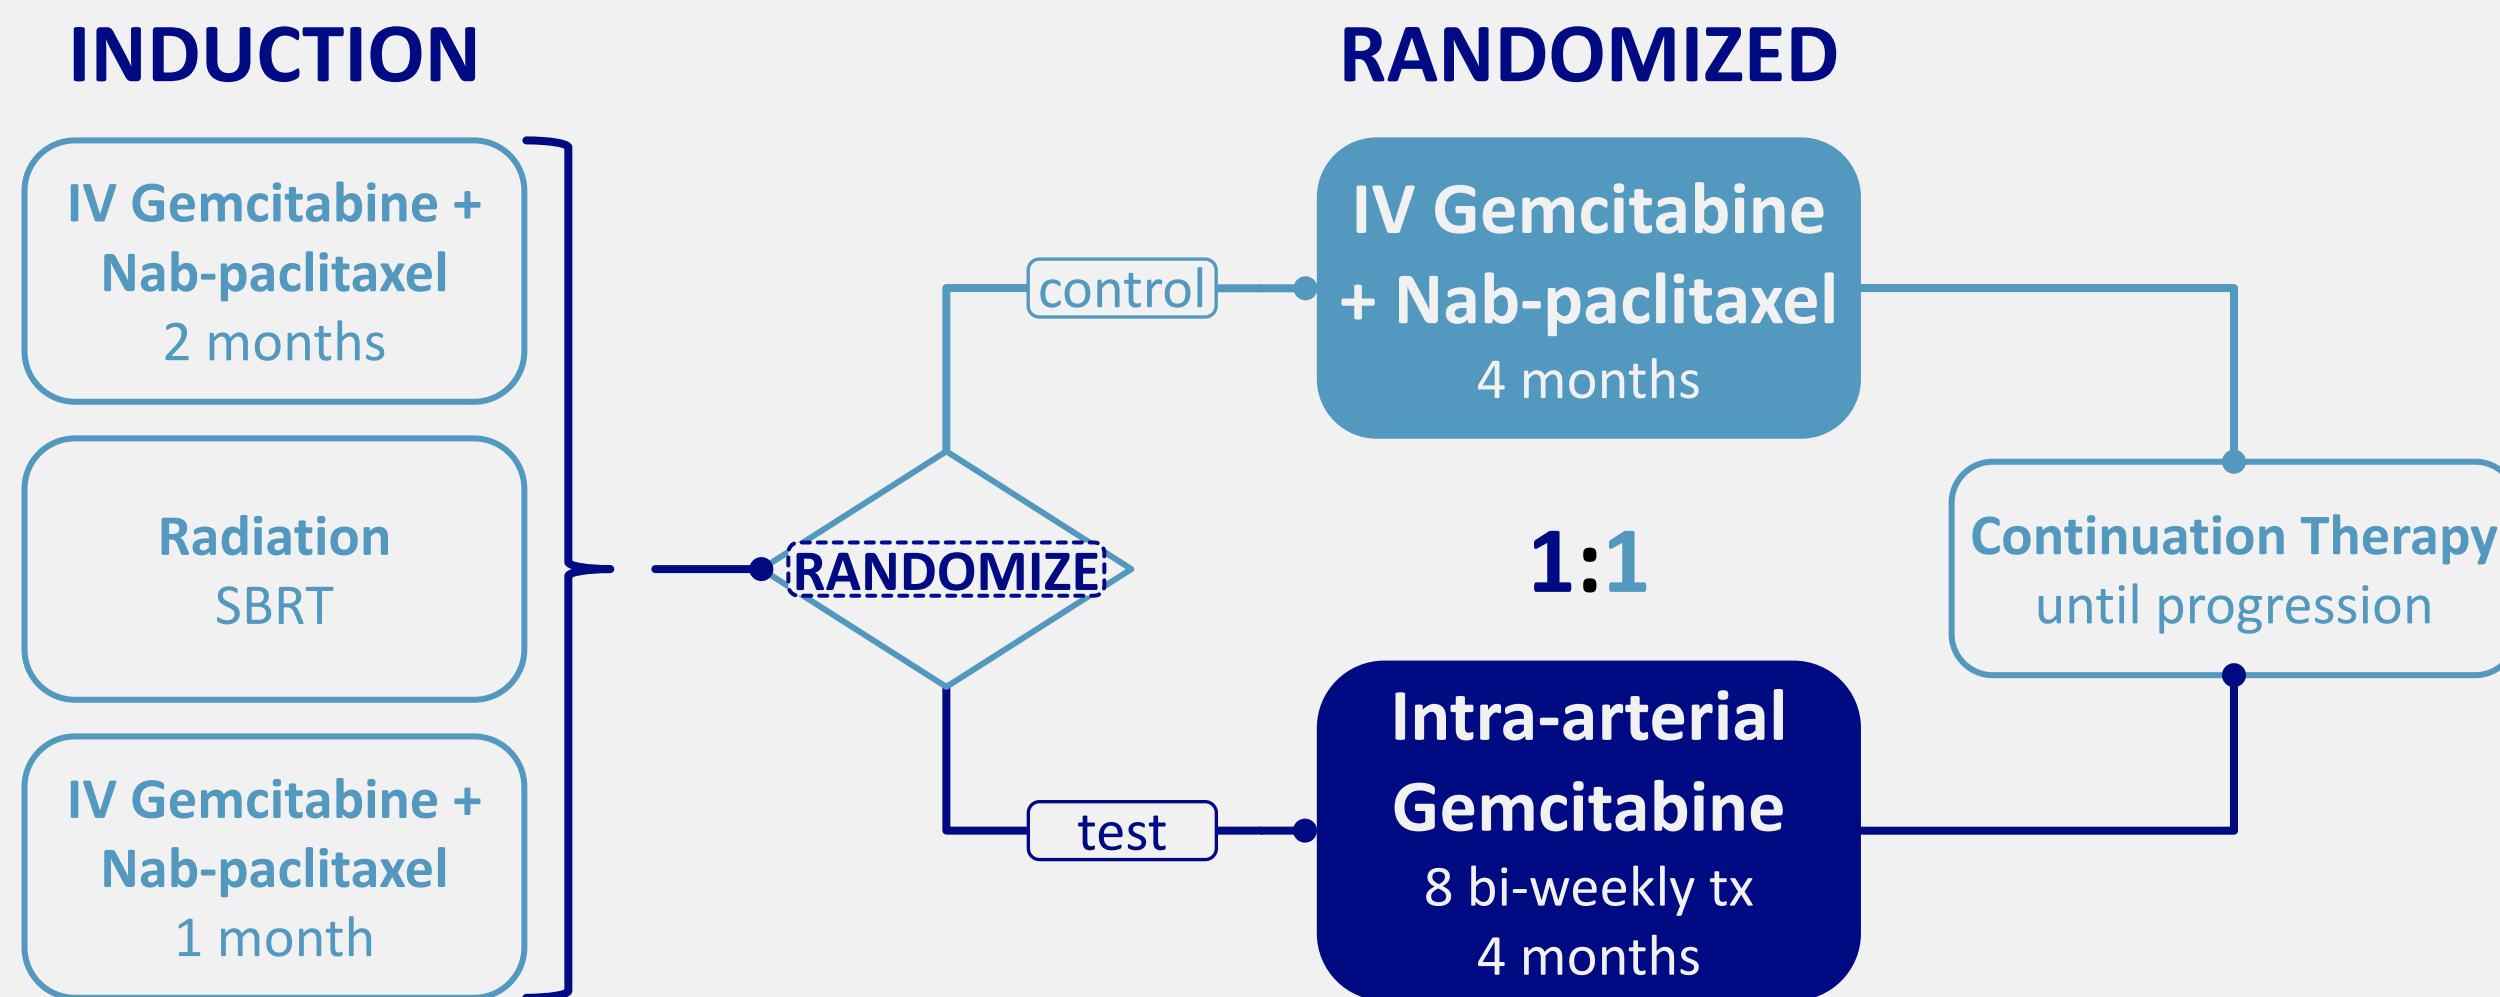 INDUCTION
IV Gemcitabine +
Nab-paclitaxel
2 months
Radiation
SBRT
IV Gemcitabine +
Nab-paclitaxel
1 month
RANDOMIZE
control
test
RANDOMIZED
IV Gemcitabine
+ Nab-paclitaxel
4 months
1:1
Intra-arterial
Gemcitabine
8 bi-weekly tx
4 months
Continuation Therapy
until progression